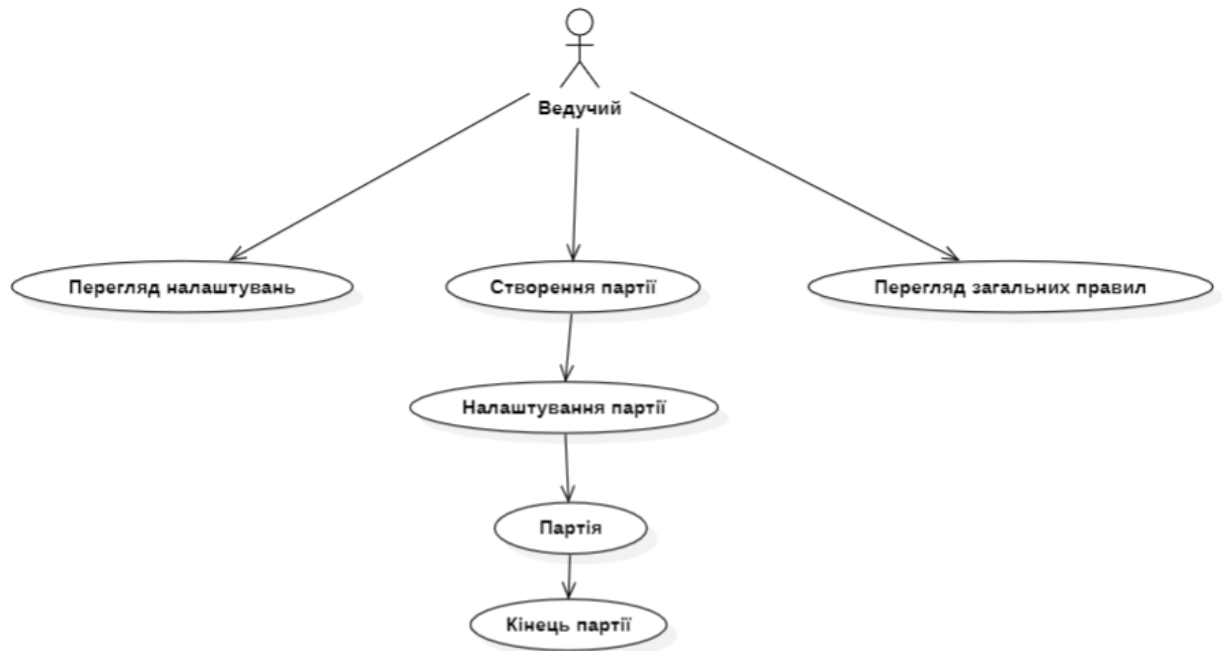 Ведучий
Перегляд налаштувань
Створення партії
Перегляд загальних правил
Налаштування партії
Партія
Кінець партії